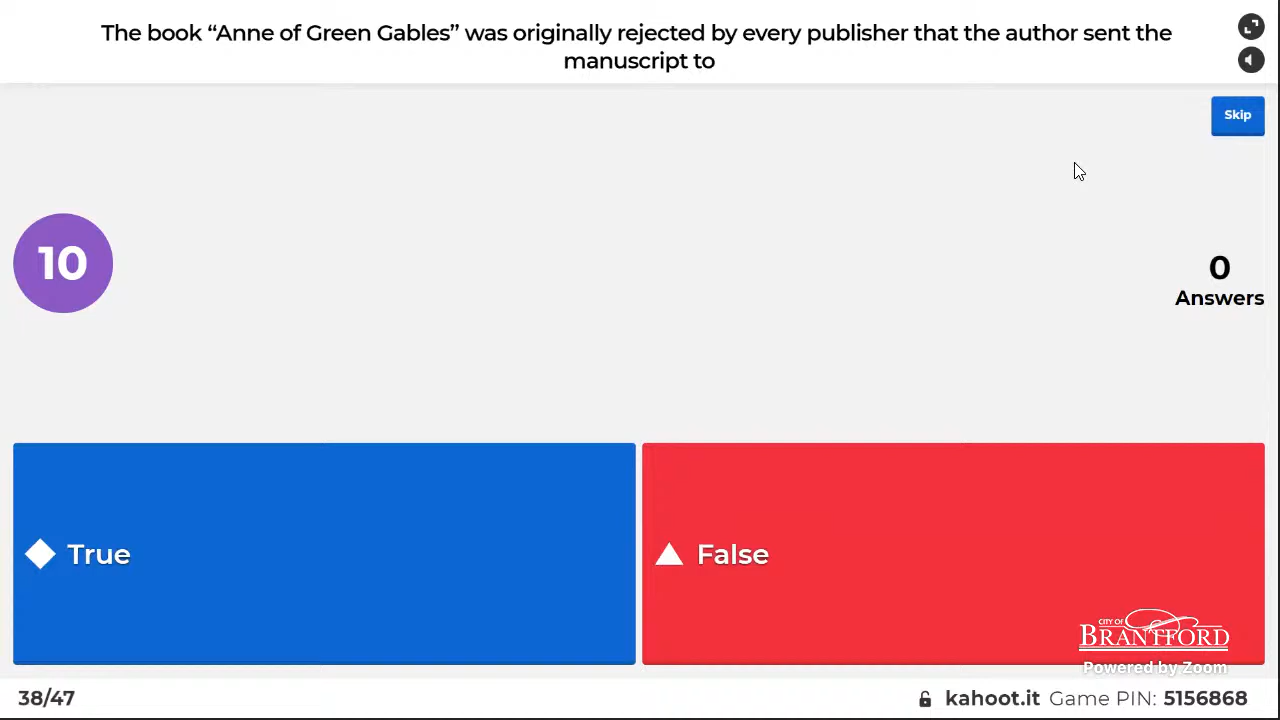 The book “Anne of Green Gables” was originally rejected by every publisher that the author sent the
manuscript to
Skip
10
0
Answers
True
False
CITY OF
BRANTFORD
Powered by Zoom
38/47
kahoot.it Game PIN: 5156868